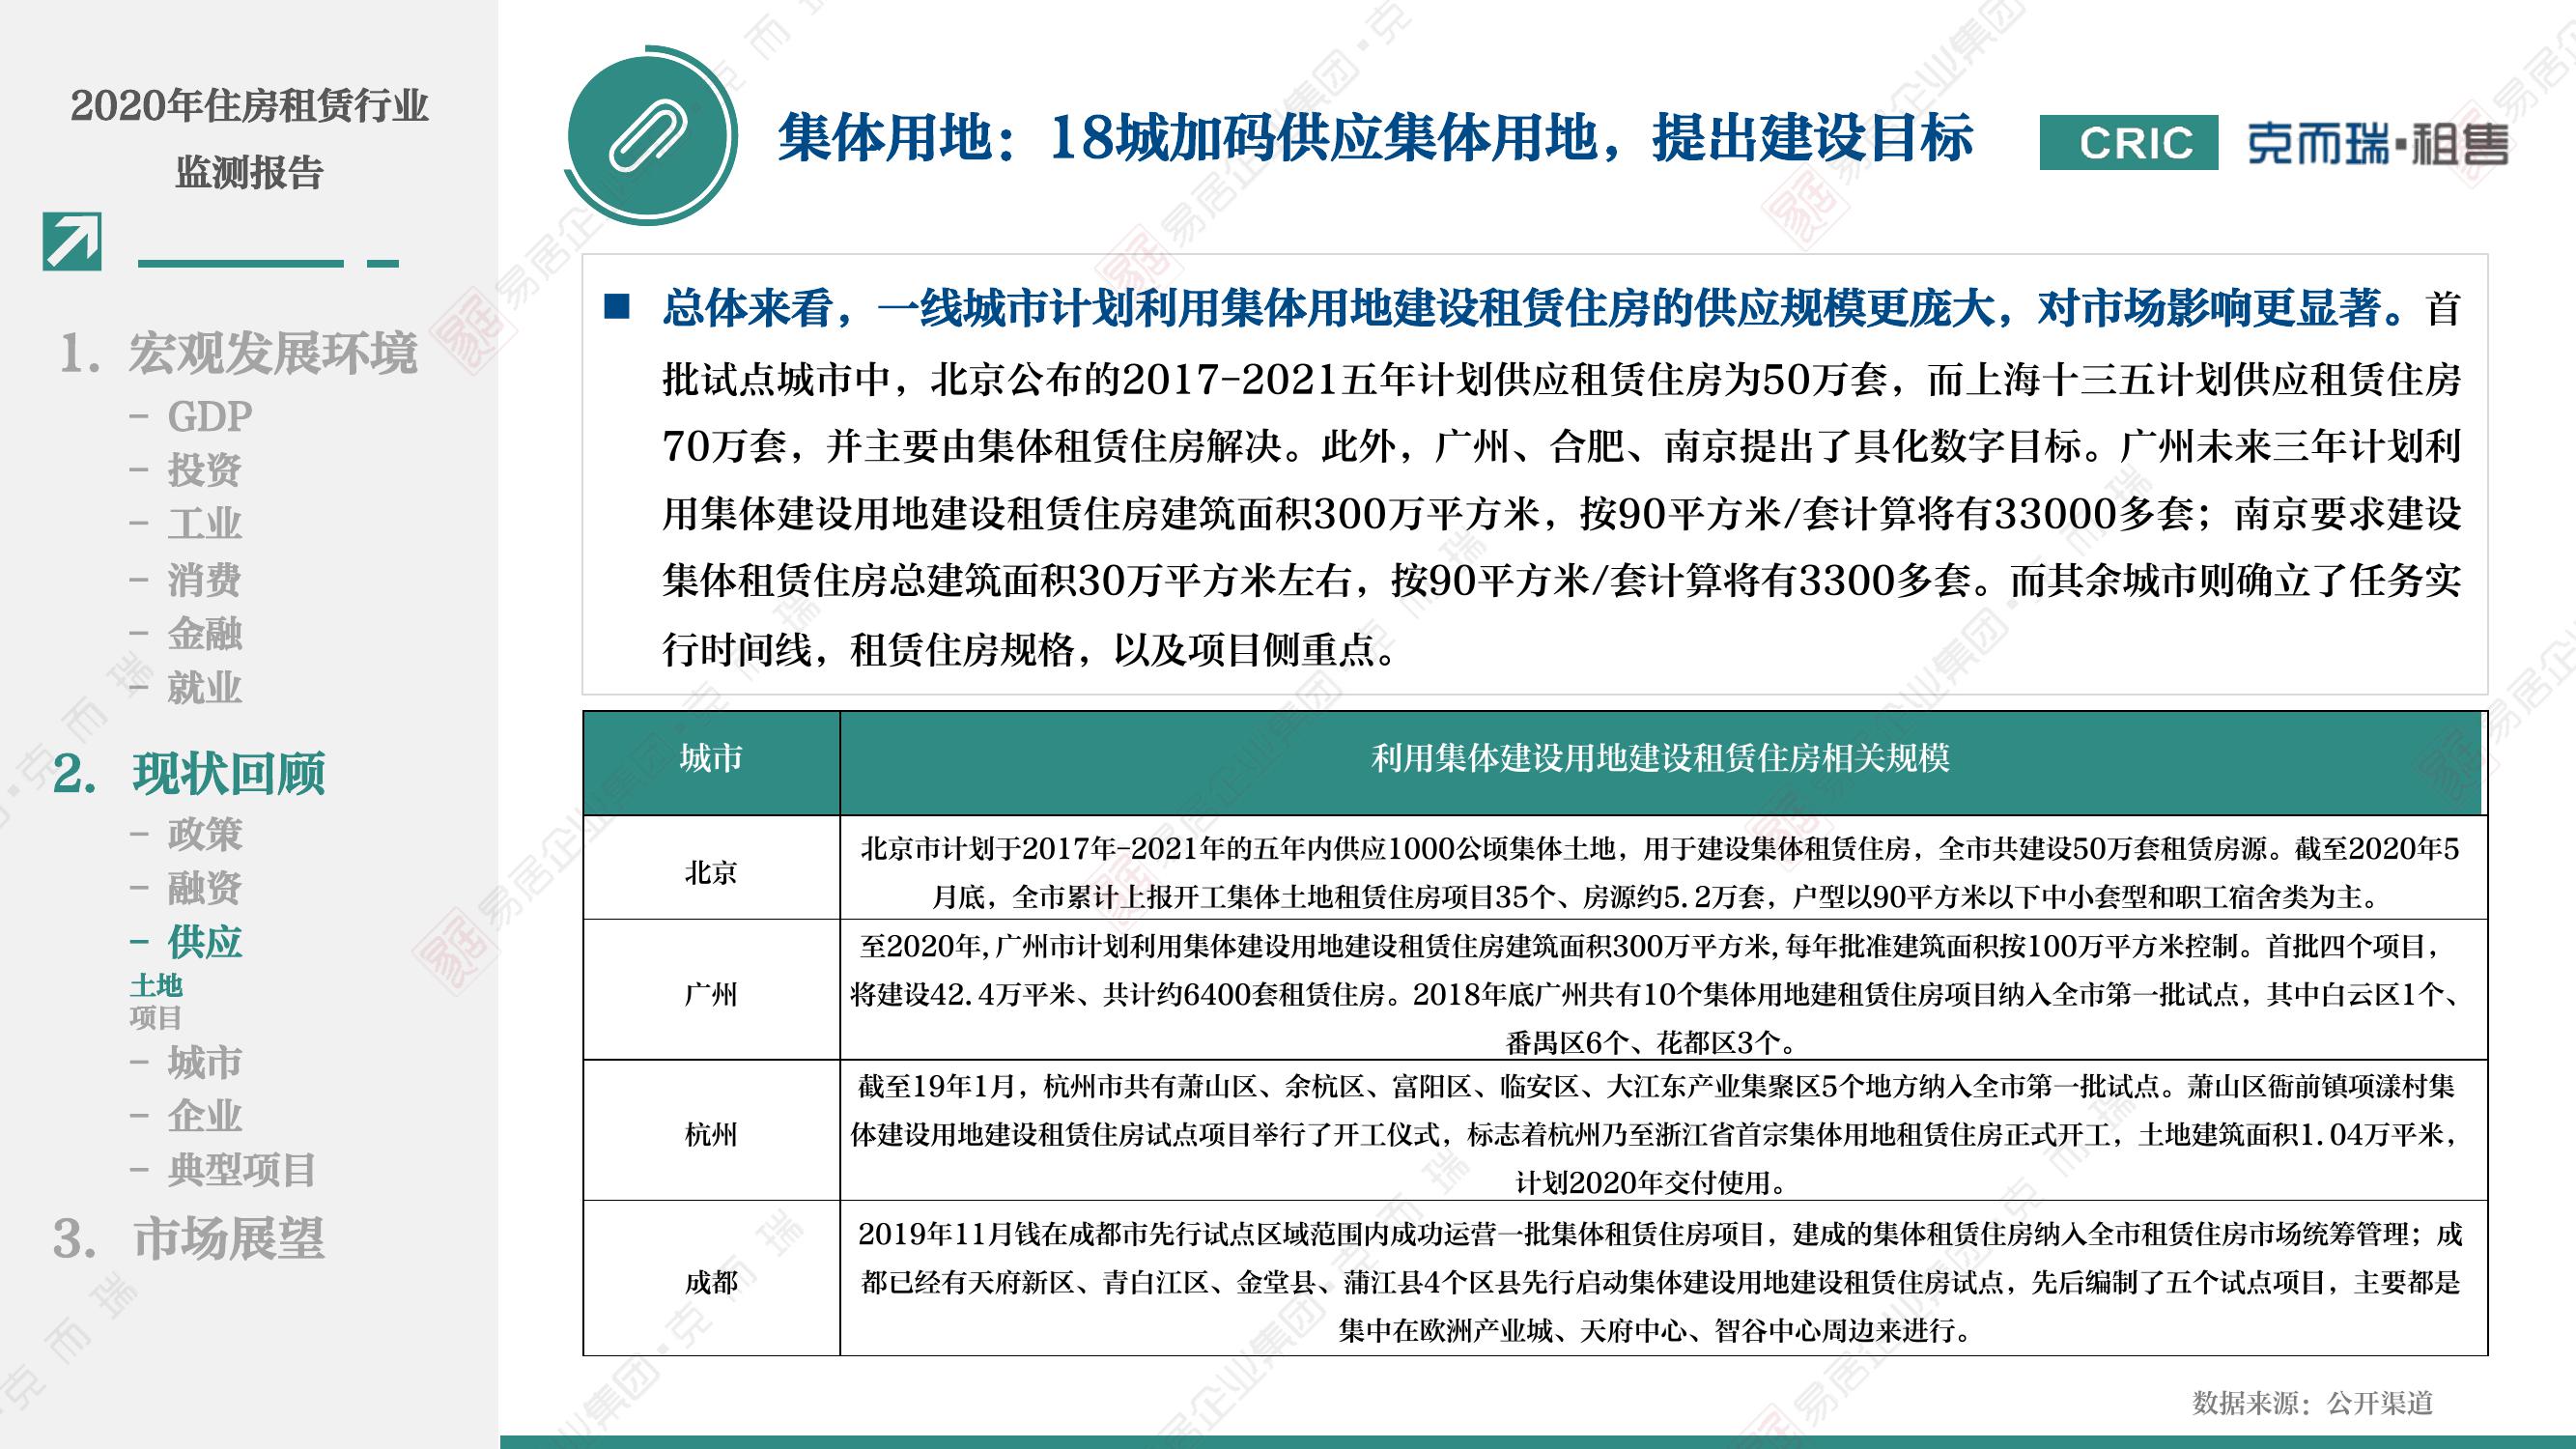 2020年住房租赁行业
监测报告
1. 宏观发展环境
– GDP
– 投资
– 工业
– 消费
– 金融
– 就业
2. 现状回顾
– 政策
– 融资
– 供应
土地
项目
– 城市
– 企业
– 典型项目
3. 市场展望
集体用地：18城加码供应集体用地，提出建设目标
CRIC 克而瑞·租售
■ 总体来看，一线城市计划利用集体用地建设租赁住房的供应规模更庞大，对市场影响更显著。首
批试点城市中，北京公布的2017-2021五年计划供应租赁住房为50万套，而上海十三五计划供应租赁住房
70万套，并主要由集体租赁住房解决。此外，广州、合肥、南京提出了具化数字目标。广州未来三年计划利
用集体建设用地建设租赁住房建筑面积300万平方米，按90平方米/套计算将有33000多套；南京要求建设
集体租赁住房总建筑面积30万平方米左右，按90平方米/套计算将有3300多套。而其余城市则确立了任务实
行时间线，租赁住房规格，以及项目侧重点。
城市 利用集体建设用地建设租赁住房相关规模
北京
北京市计划于2017年-2021年的五年内供应1000公顷集体土地，用于建设集体租赁住房，全市共建设50万套租赁房源。截至2020年5
月底，全市累计上报开工集体土地租赁住房项目35个、房源约5.2万套，户型以90平方米以下中小套型和职工宿舍类为主。
广州
至2020年,广州市计划利用集体建设用地建设租赁住房建筑面积300万平方米,每年批准建筑面积按100万平方米控制。首批四个项目，
将建设42.4万平米、共计约6400套租赁住房。2018年底广州共有10个集体用地建租赁住房项目纳入全市第一批试点，其中白云区1个、
番禺区6个、花都区3个。
杭州
截至19年1月，杭州市共有萧山区、余杭区、富阳区、临安区、大江东产业集聚区5个地方纳入全市第一批试点。萧山区衙前镇项漾村集
体建设用地建设租赁住房试点项目举行了开工仪式，标志着杭州乃至浙江省首宗集体用地租赁住房正式开工，土地建筑面积1.04万平米，
计划2020年交付使用。
成都
2019年11月钱在成都市先行试点区域范围内成功运营一批集体租赁住房项目，建成的集体租赁住房纳入全市租赁住房市场统筹管理；成
都已经有天府新区、青白江区、金堂县、蒲江县4个区县先行启动集体建设用地建设租赁住房试点，先后编制了五个试点项目，主要都是
集中在欧洲产业城、天府中心、智谷中心周边来进行。
数据来源：公开渠道
易居企业集团·克而瑞